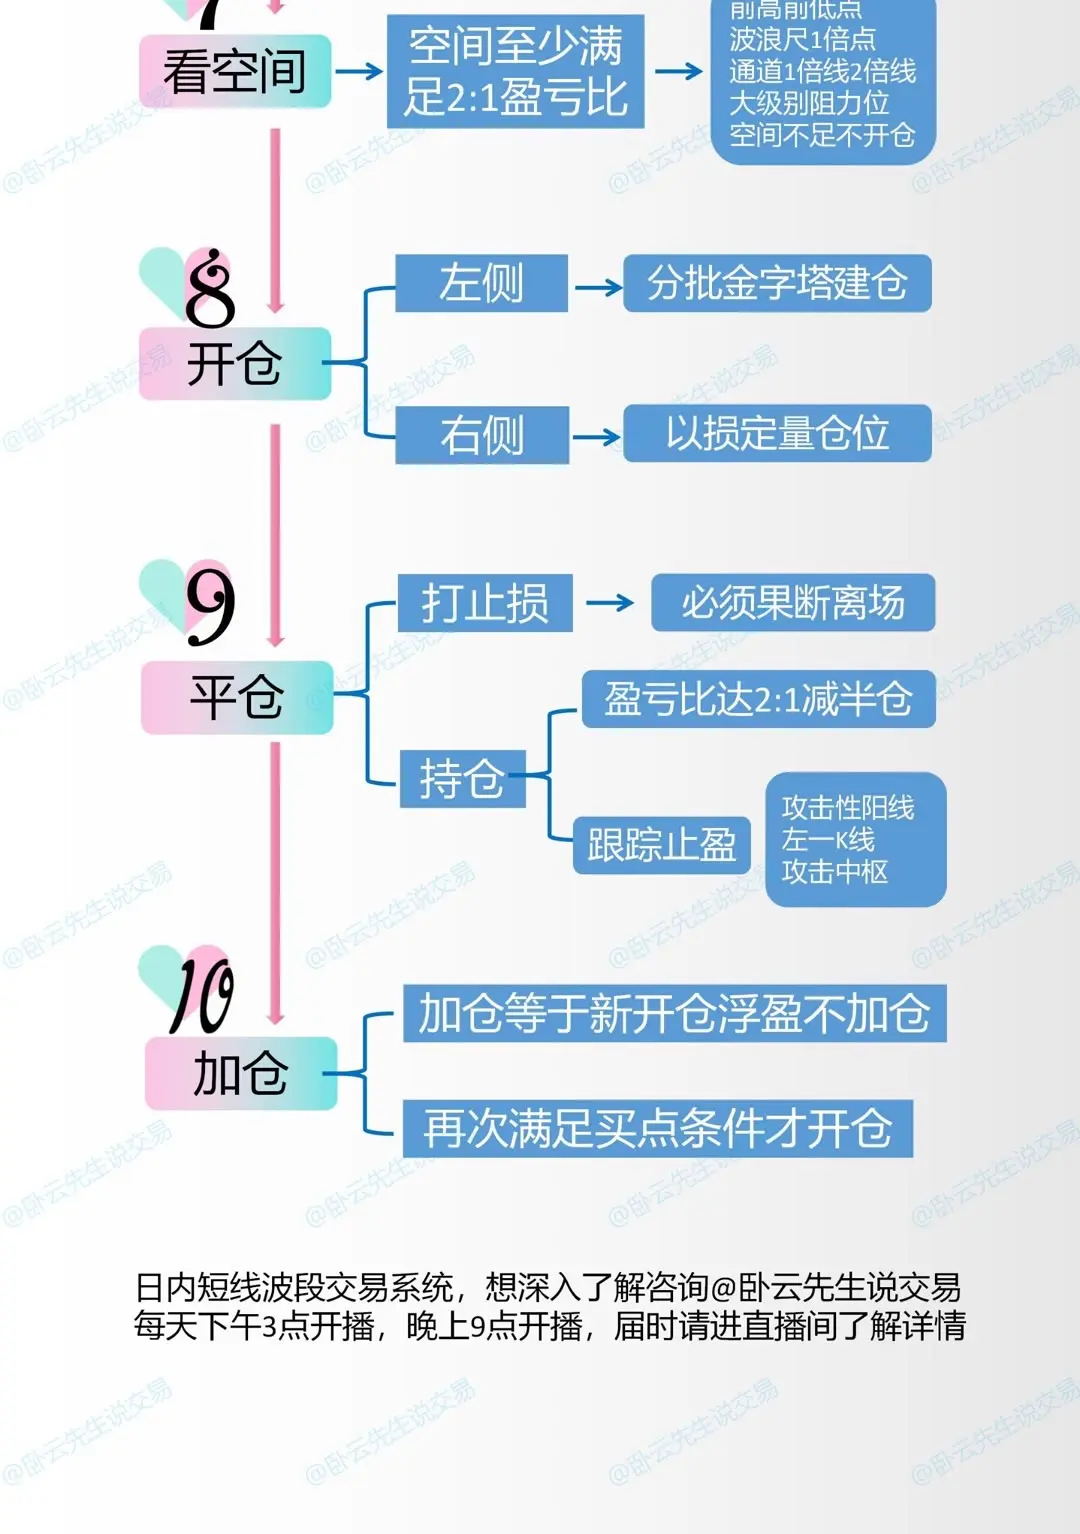 7
看空间
空间至少满
足2:1盈亏比
前高前低点
波浪尺1倍点
通道1倍线2倍线
大级别阻力位
空间不足不开仓
8
开仓
左侧
分批金字塔建仓
右侧
以损定量仓位
9
平仓
打止损
必须果断离场
持仓
盈亏比达2:1减半仓
跟踪止盈
攻击性阳线
左一K线
攻击中枢
10
加仓
加仓等于新开仓浮盈不加仓
再次满足买点条件才开仓
日内短线波段交易系统，想深入了解咨询@卧云先生说交易
每天下午3点开播，晚上9点开播，届时请进直播间了解详情
@卧云先生说交易